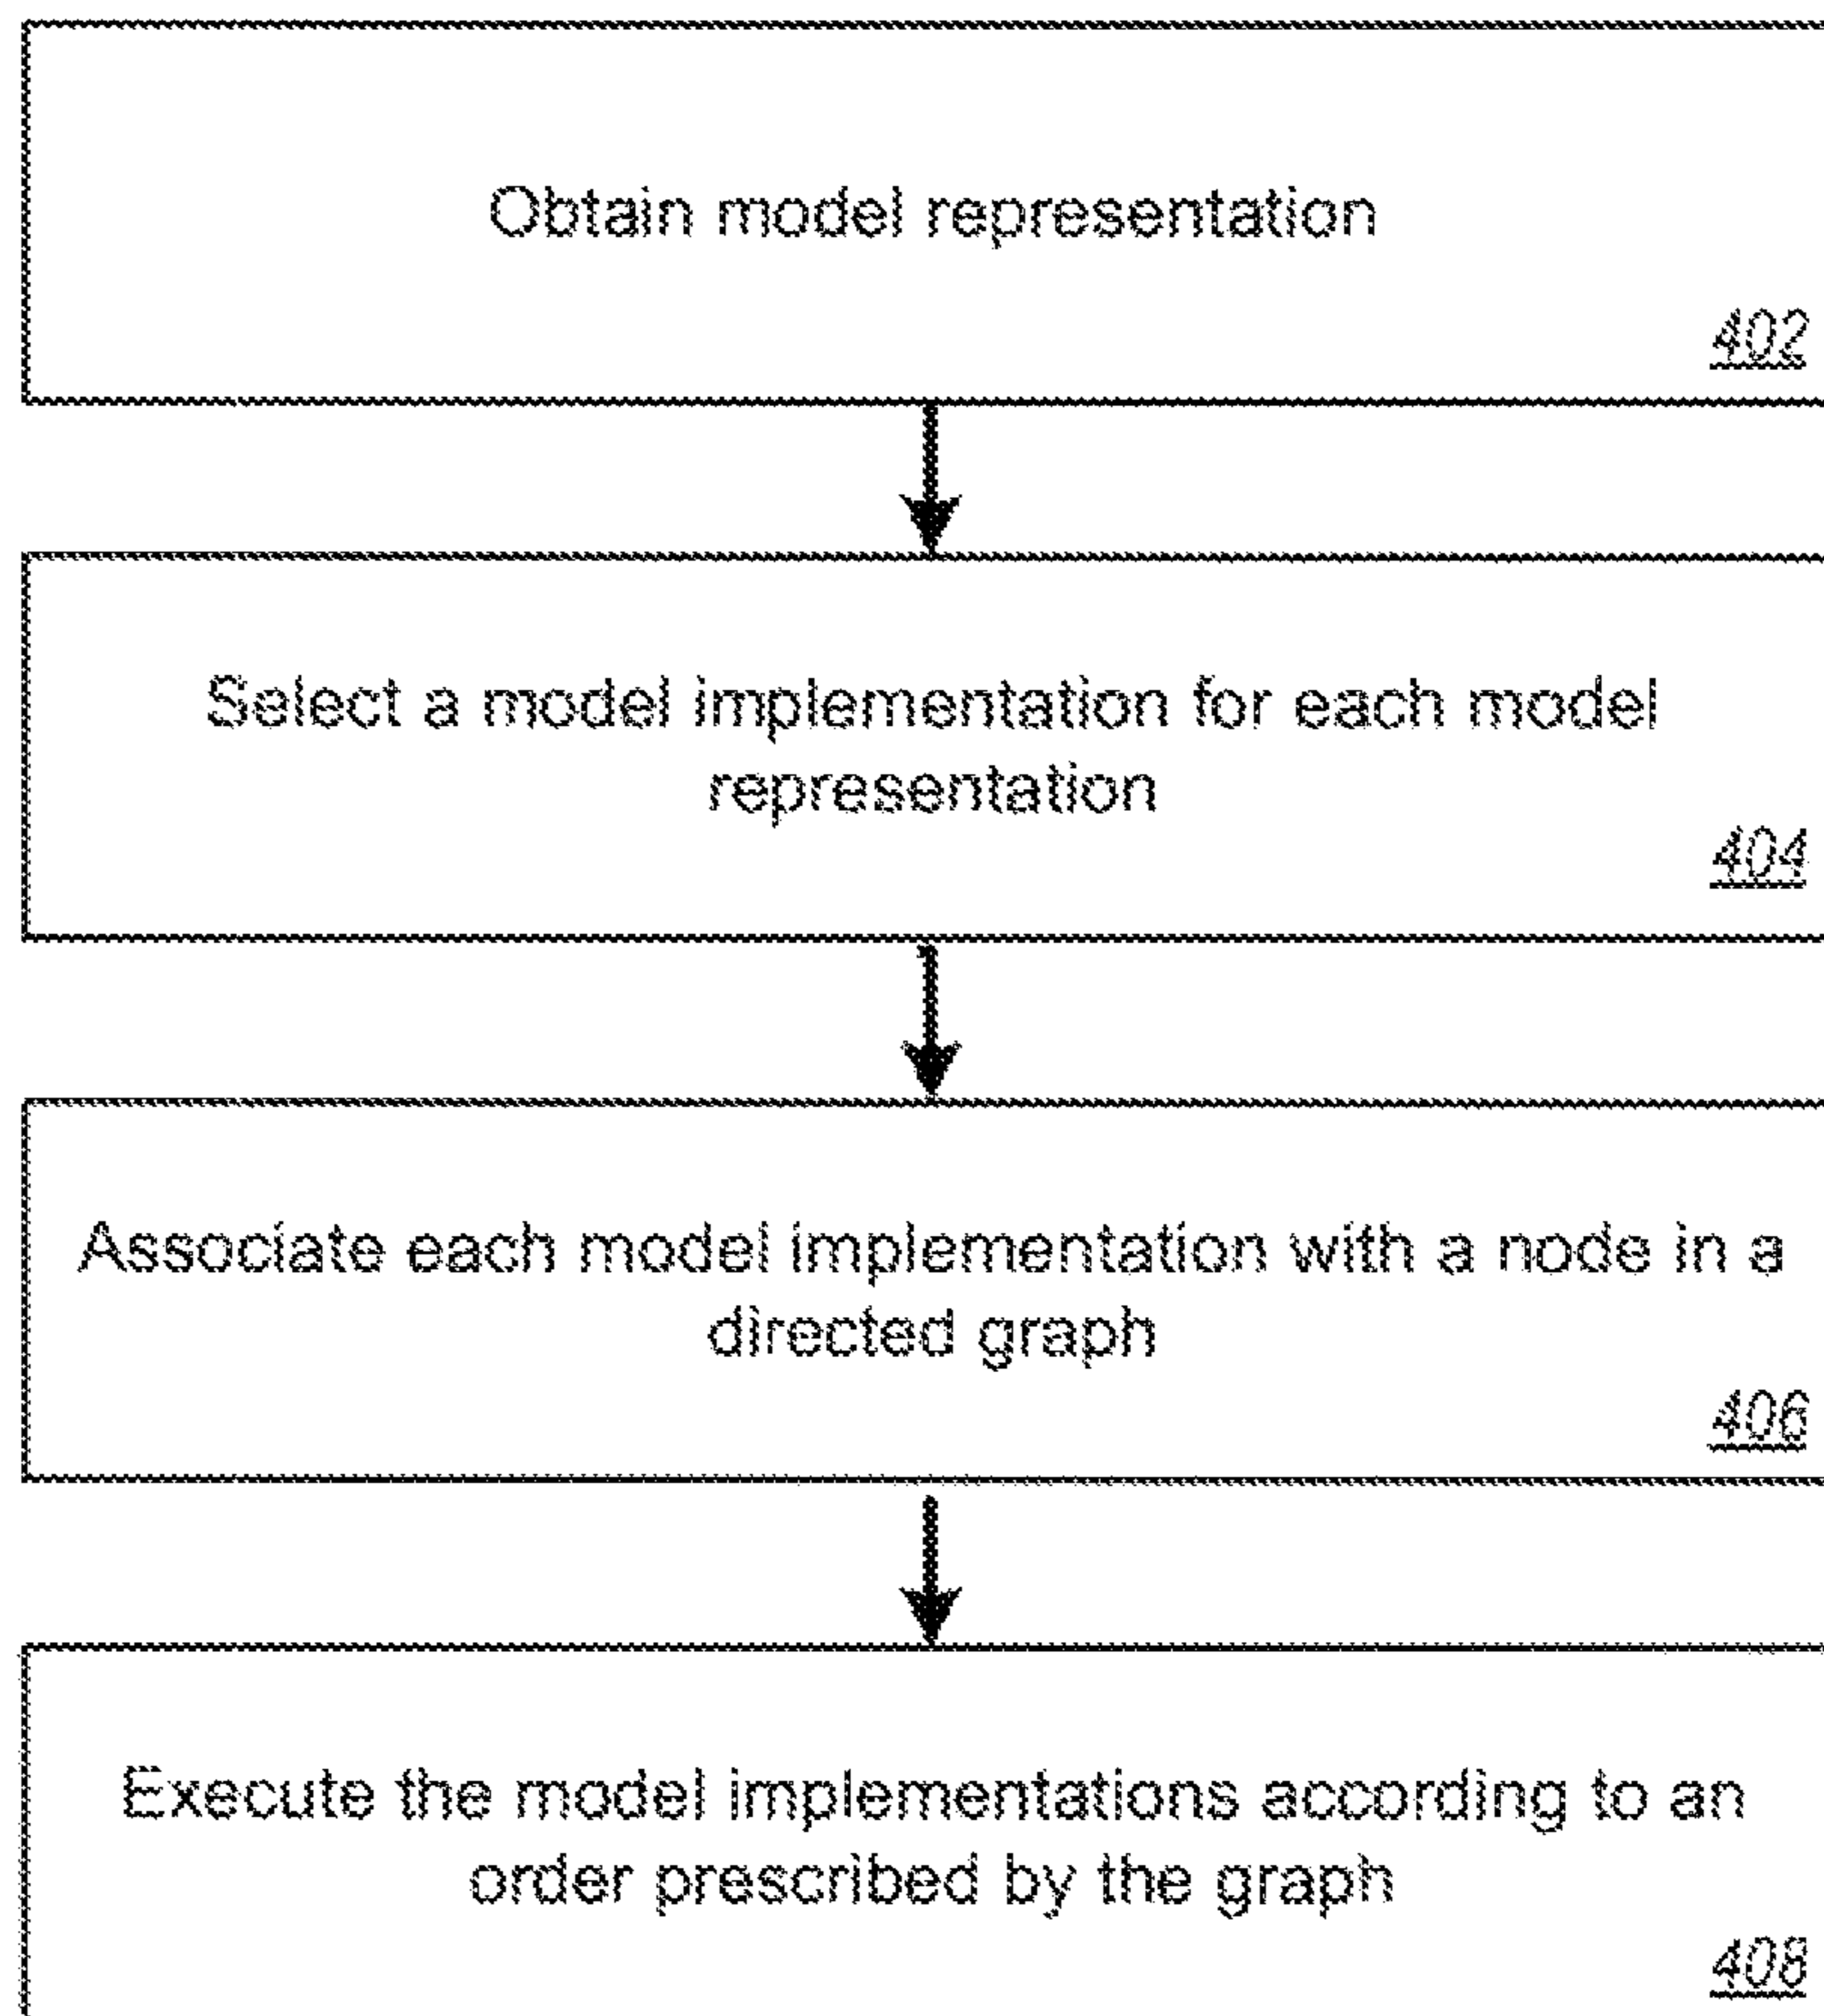 Obtain model representation
402
Select a model implementation for each model
representation
404
Associate each model implementation with a node in a
directed graph
406
Execute the model implementations according to an
order prescribed by the graph
408